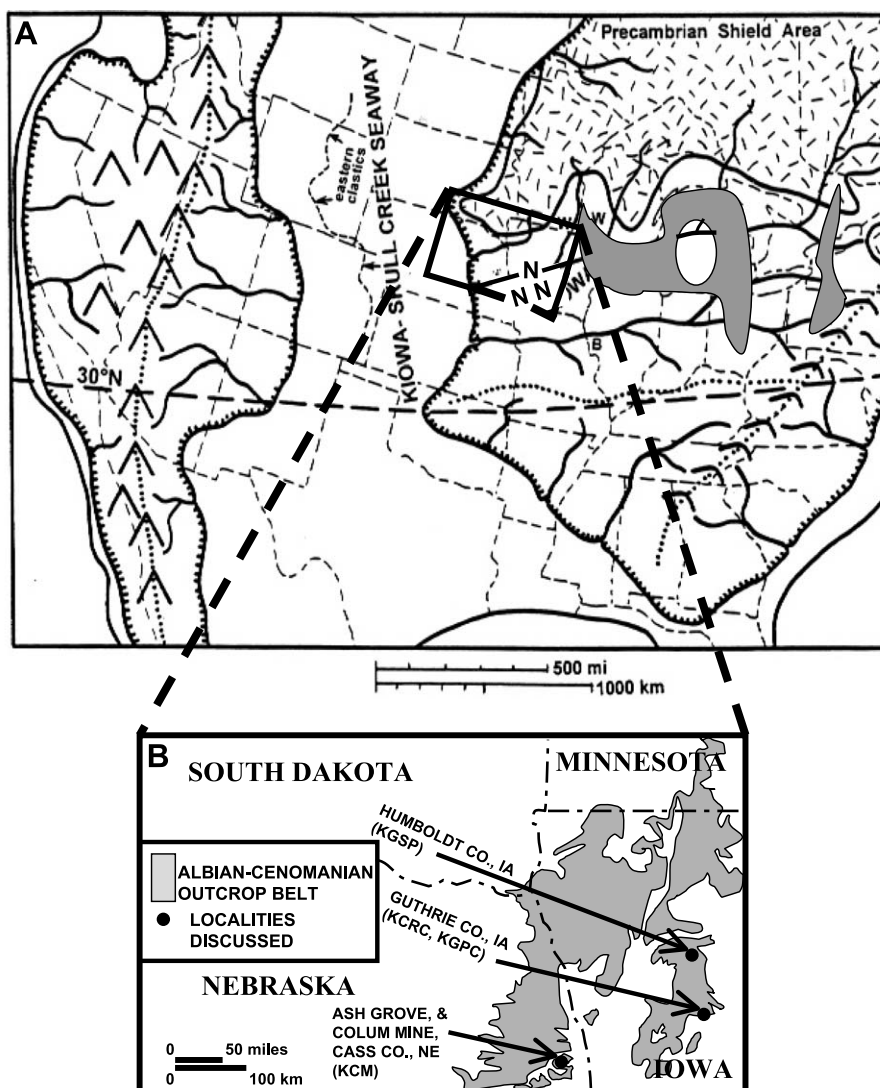 A
Precambrian Shield Area
eastern
clastics
KIOWA- SKULL CREEK SEAWAY
W
N
N N
IWA
B
30°N
500 mi
1000 km
B
SOUTH DAKOTA
MINNESOTA
HUMBOLDT CO., IA
(KGSP)
ALBIAN-CENOMANIAN
OUTCROP BELT
LOCALITIES
DISCUSSED
GUTHRIE CO., IA
(KCRC, KGPC)
NEBRASKA
ASH GROVE, &
COLUM MINE,
CASS CO., NE
(KCM)
IOWA
0 50 miles
0 100 km